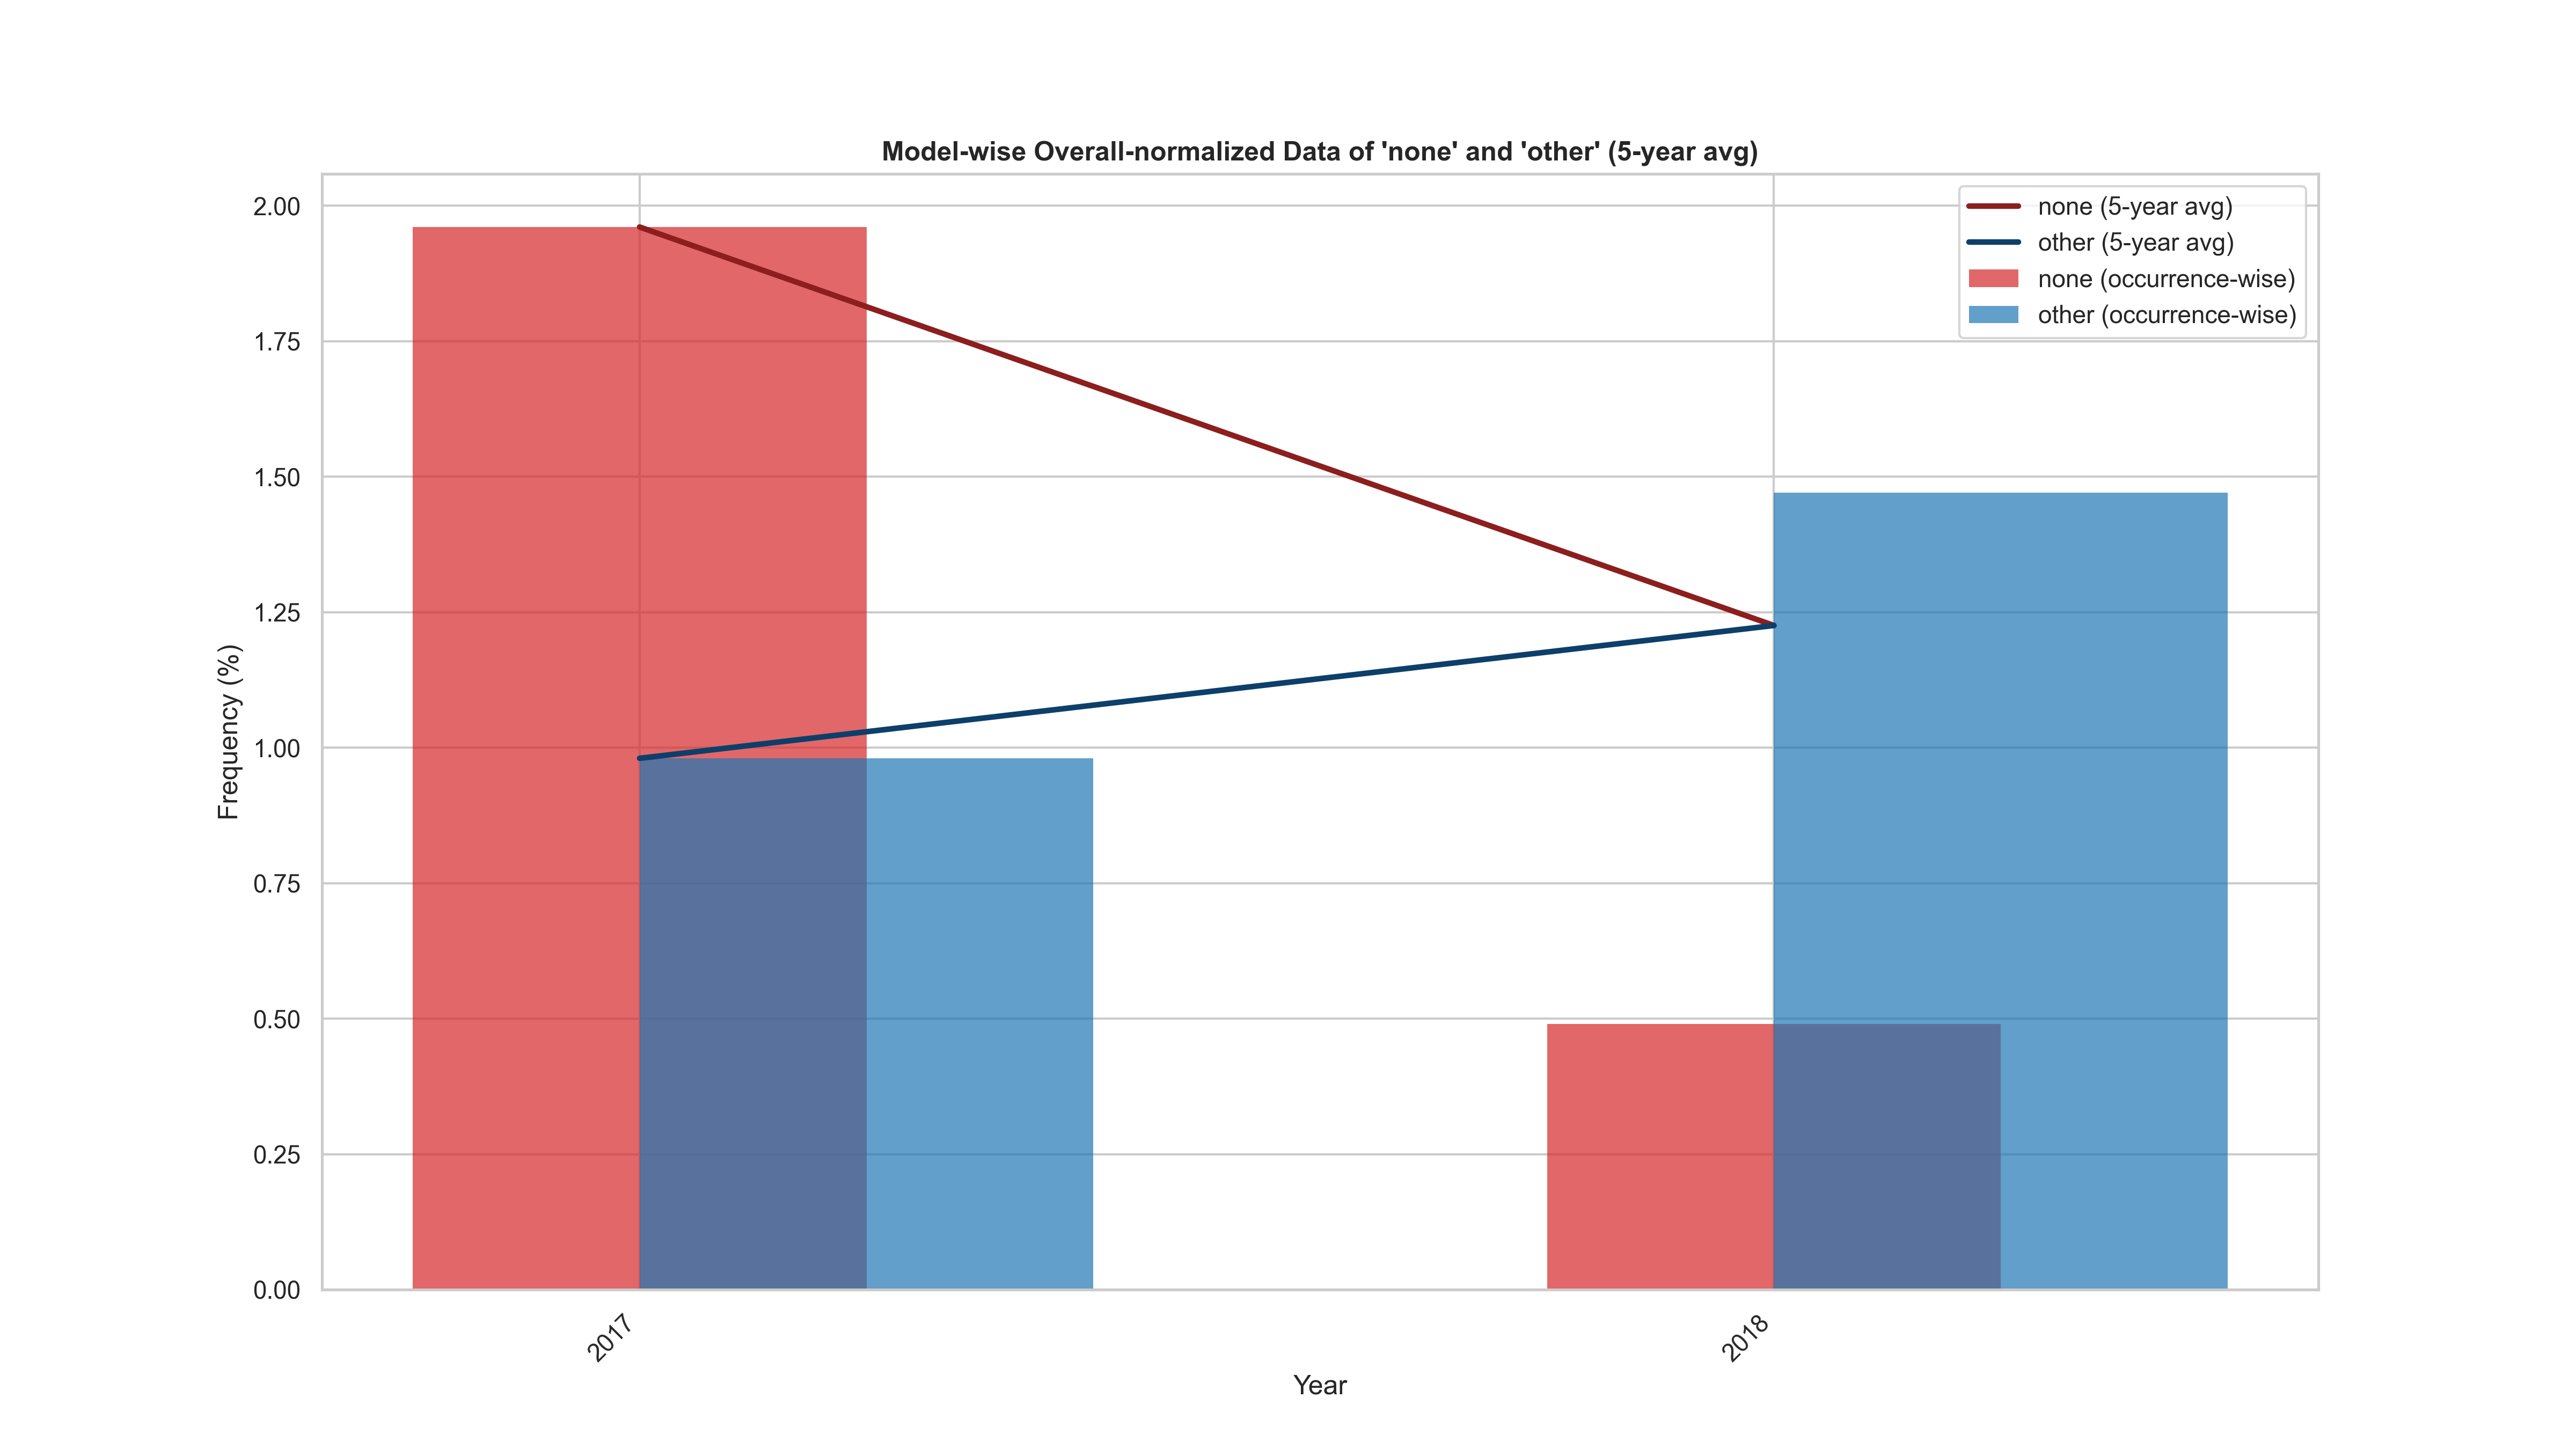 Model-wise Overall-normalized Data of 'none' and 'other' (5-year avg)
none (5-year avg)
other (5-year avg)
none (occurrence-wise)
other (occurrence-wise)
Frequency (%)
2.00
1.75
1.50
1.25
1.00
0.75
0.50
0.25
0.00
2017
2018
Year